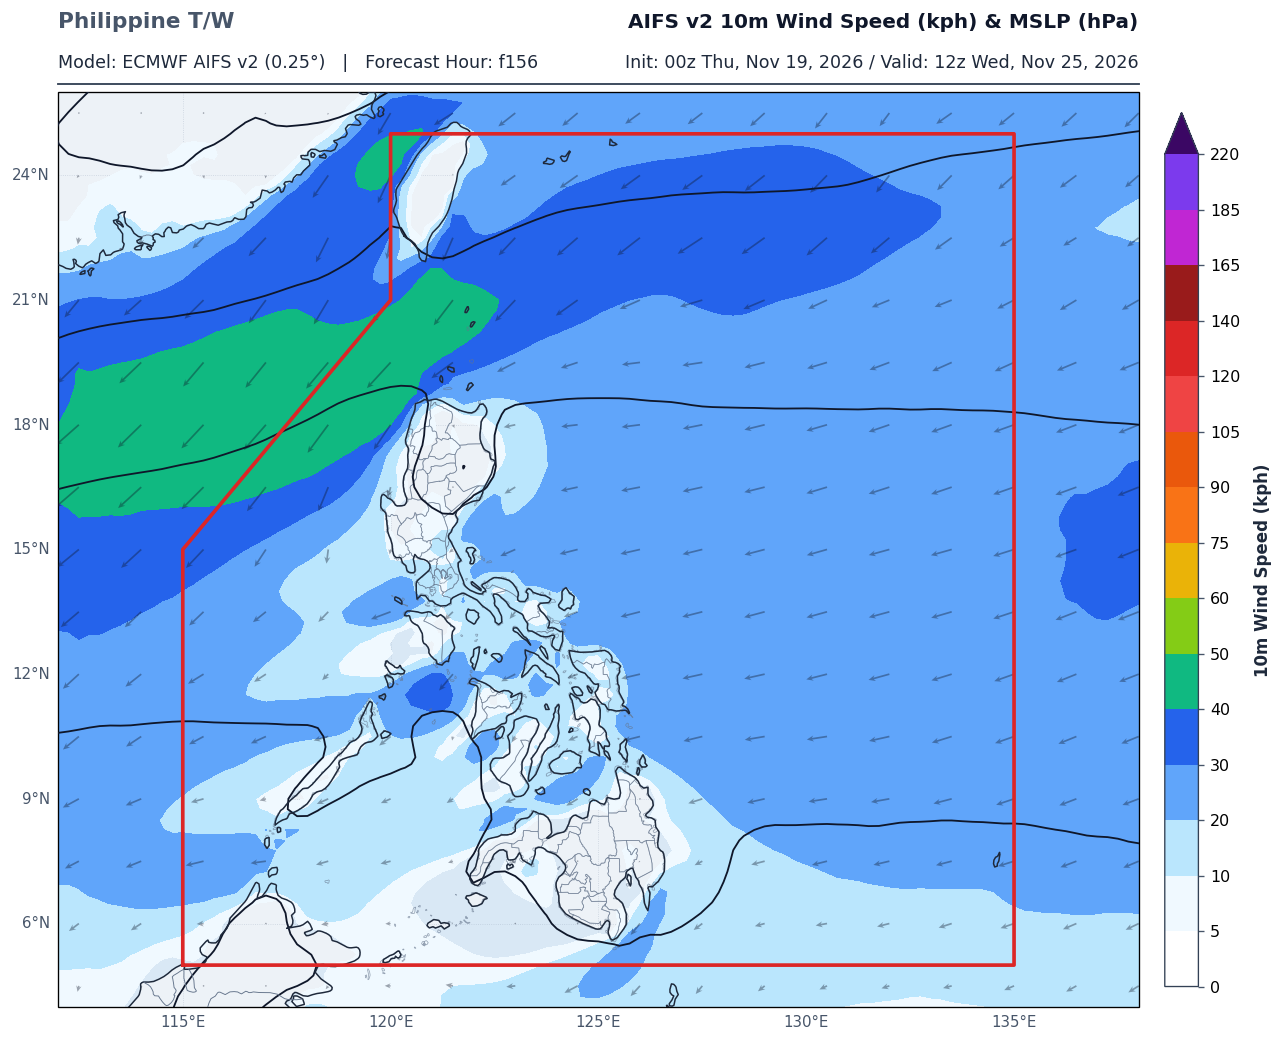 Philippine T/W
AIFS v2 10m Wind Speed (kph) & MSLP (hPa)
Model: ECMWF AIFS v2 (0.25°) | Forecast Hour: f156
Init: 00z Thu, Nov 19, 2026 / Valid: 12z Wed, Nov 25, 2026
24°N
21°N
18°N
15°N
12°N
9°N
6°N
115°E
120°E
125°E
130°E
135°E
220
185
165
140
120
105
90
75
60
50
40
30
20
10
5
0
10m Wind Speed (kph)